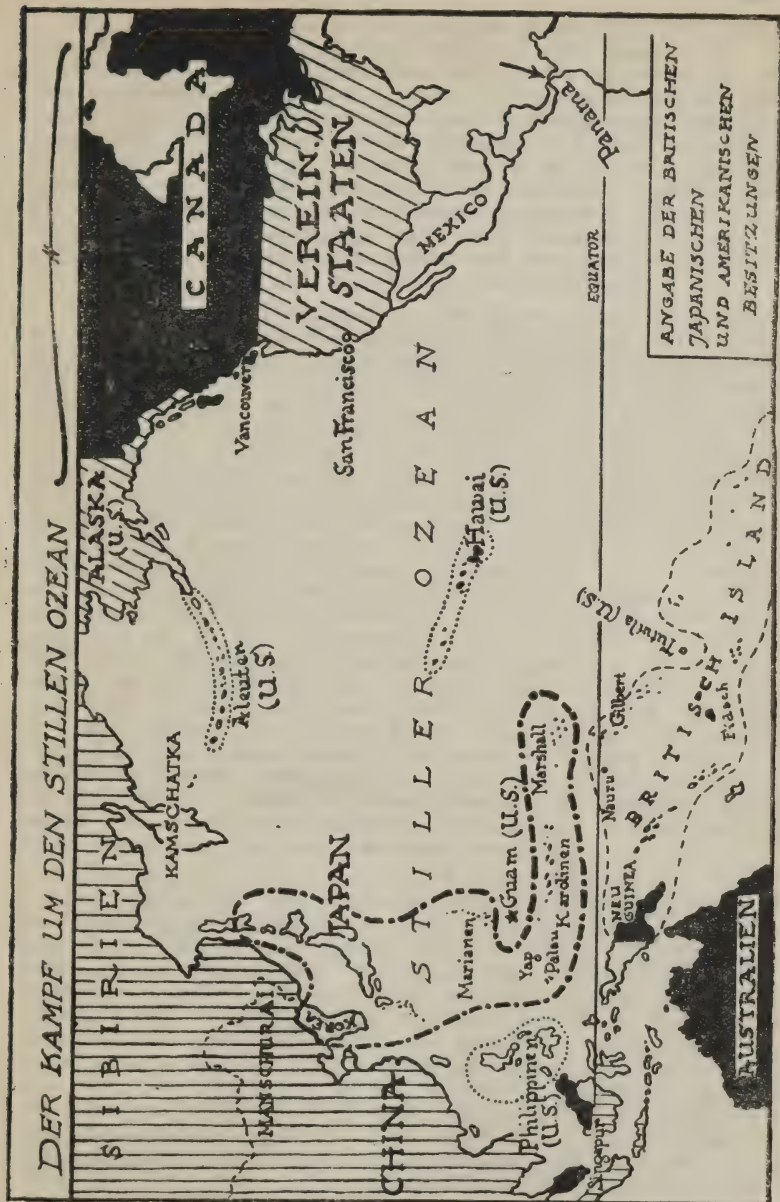 DER KAMPF UM DEN STILLEN OZEAN
SIBIRIEN
KAMSCHATKA
ALASKA
(U.S.)
CANADA
Aleuten
(U.S.)
MANSCHUREI
Vancouver
VEREIN.
STAATEN
KOREA
JAPAN
San Francisco
CHINA
STILLER OZEAN
MEXICO
Hawai
(U.S.)
Marianen
Guam (U.S.)
Yap
Palau
Karolinen
Marshall
Philippinen
(U.S.)
Panama
EQUATOR
Singapur
NEU
GUINEA
Nauru
Gilbert
Tutuila (U.S)
BRITISCH ISLAND
Fidsch
AUSTRALIEN
ANGABE DER BRITISCHEN
JAPANISCHEN
UND AMERIKANISCHEN
BESITZUNGEN